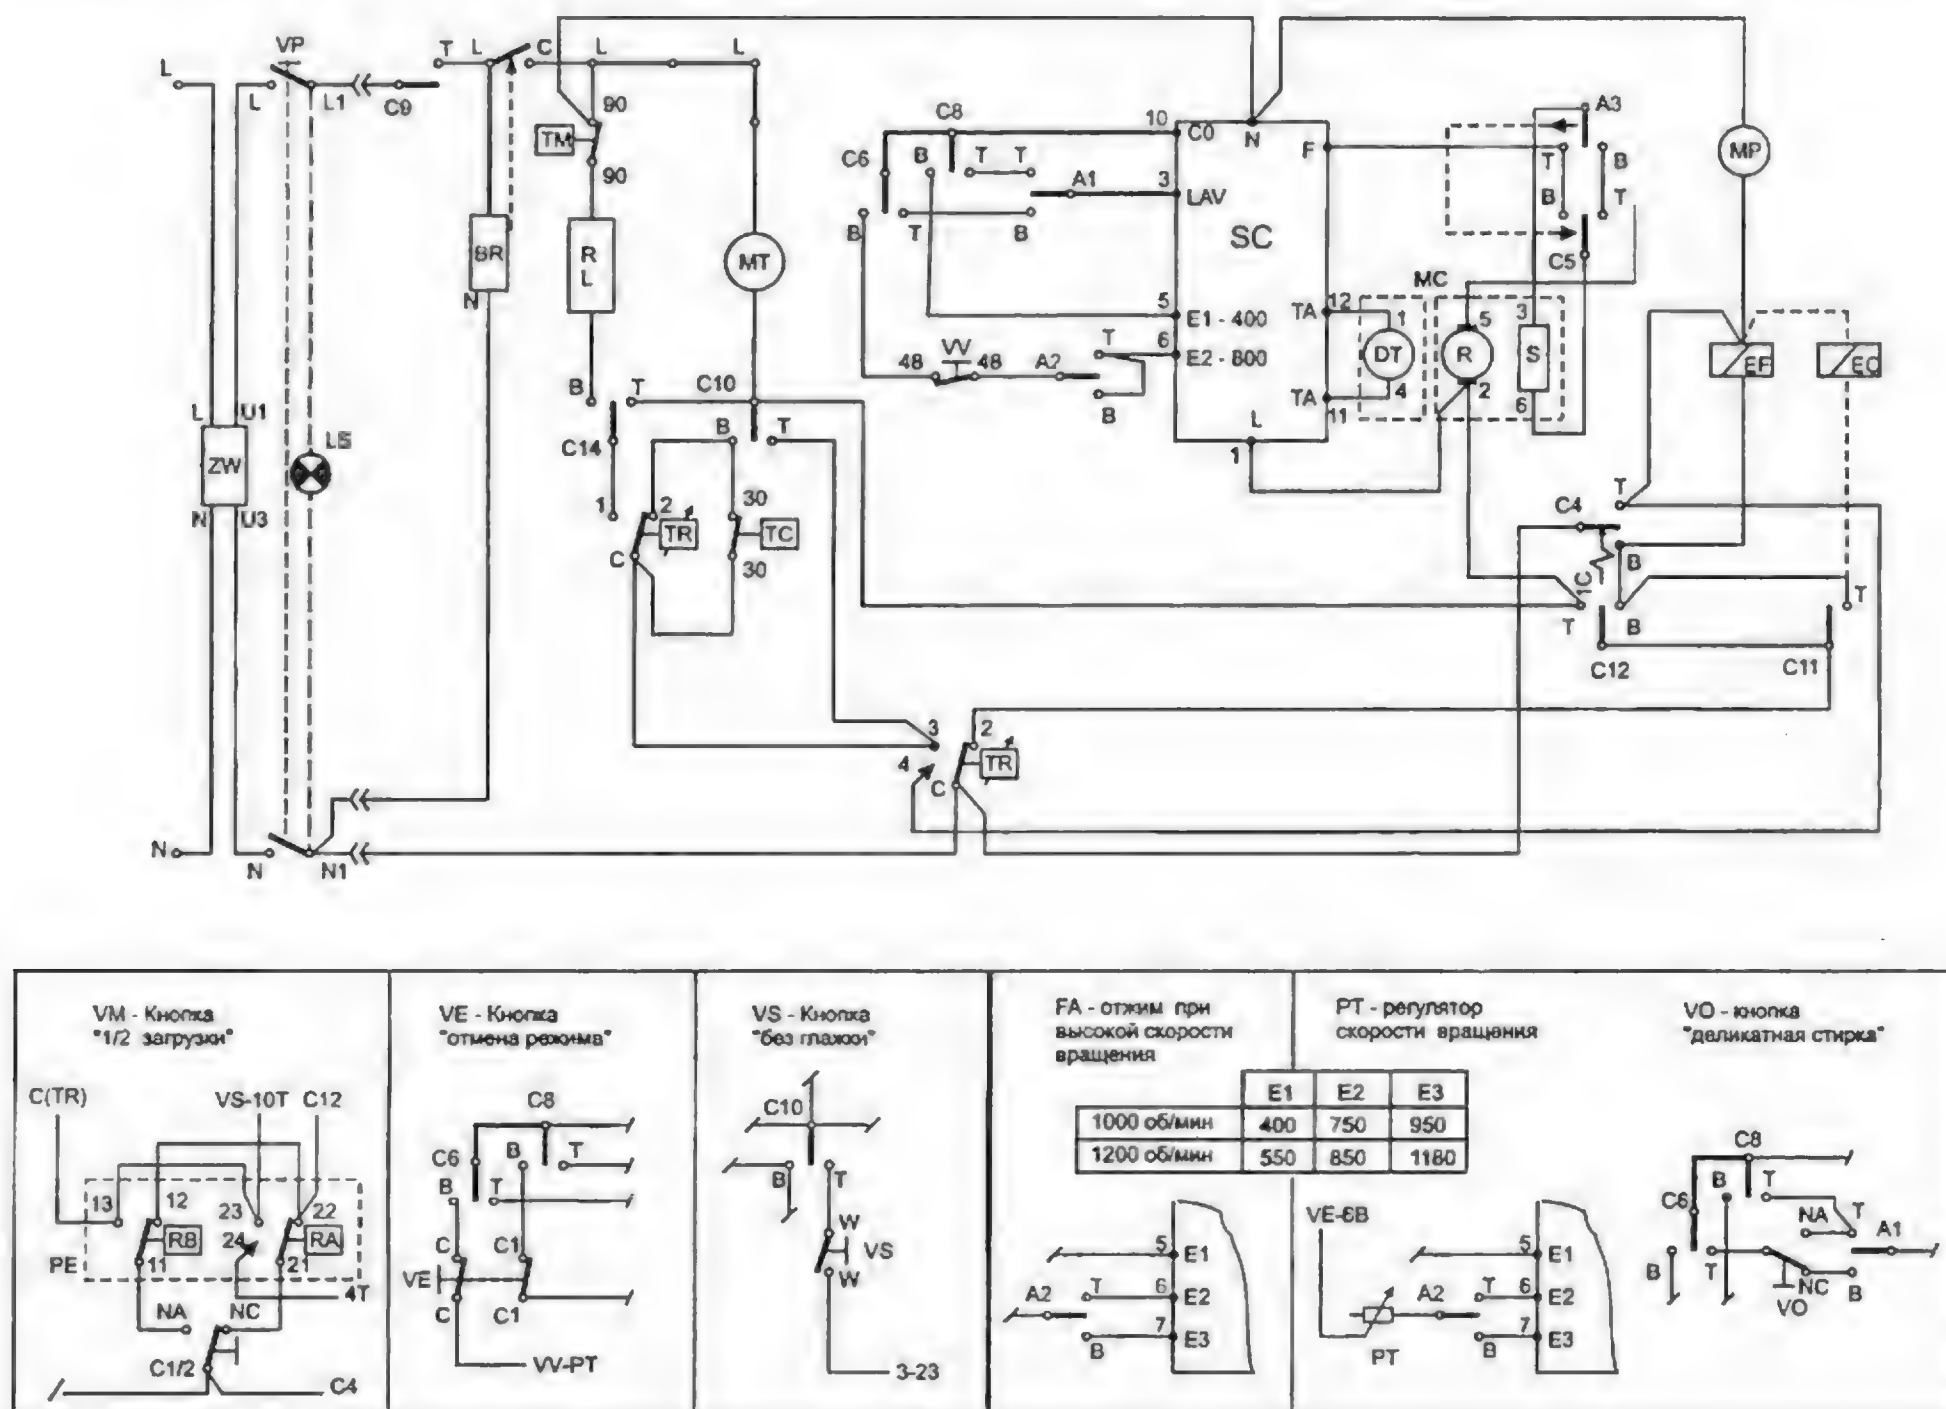 VP
T L C L L
L
L L1 C9
90
TM
90
BR
N
R
L
MT
C8
10 C0 N
F
A3
C6 B T T
T B
A1 3 LAV
SC
B T B
B T
C5
MC
MP
5 E1 - 400
6 E2 - 800
VV
48 48 A2 T
B
TA 12 1
DT
TA 11 4
5
R
2
3
S
6
L
1
EF
EC
L U1
ZW
N U3
LS
B T C10
B T
C14
1 2 30
TR TC
C 30
C4 T
B
1C
T B T
C12 C11
3 2
4 TR
C
N
N N1
VM - Кнопка
"1/2 загрузки"
C(TR) VS-10T C12
13 12 23 22
RB 24 RA
PE 11 21
4T
NA NC
C1/2
C4
VE - Кнопка
"отмена режима"
C8
C6 B T
B T
C C1
VE
C C1
VV-PT
VS - Кнопка
"без глажки"
C10
B T
W
VS
W
3-23
FA - отжим при
высокой скорости
вращения
PT - регулятор
скорости вращения
E1 E2 E3
1000 об/мин 400 750 950
1200 об/мин 550 850 1180
5 E1
A2 T 6 E2
7 E3
B
VE-6B
5 E1
A2 T 6 E2
7 E3
PT B
VO - кнопка
"деликатная стирка"
C8
B T
C6 NA T A1
B T NC B
VO